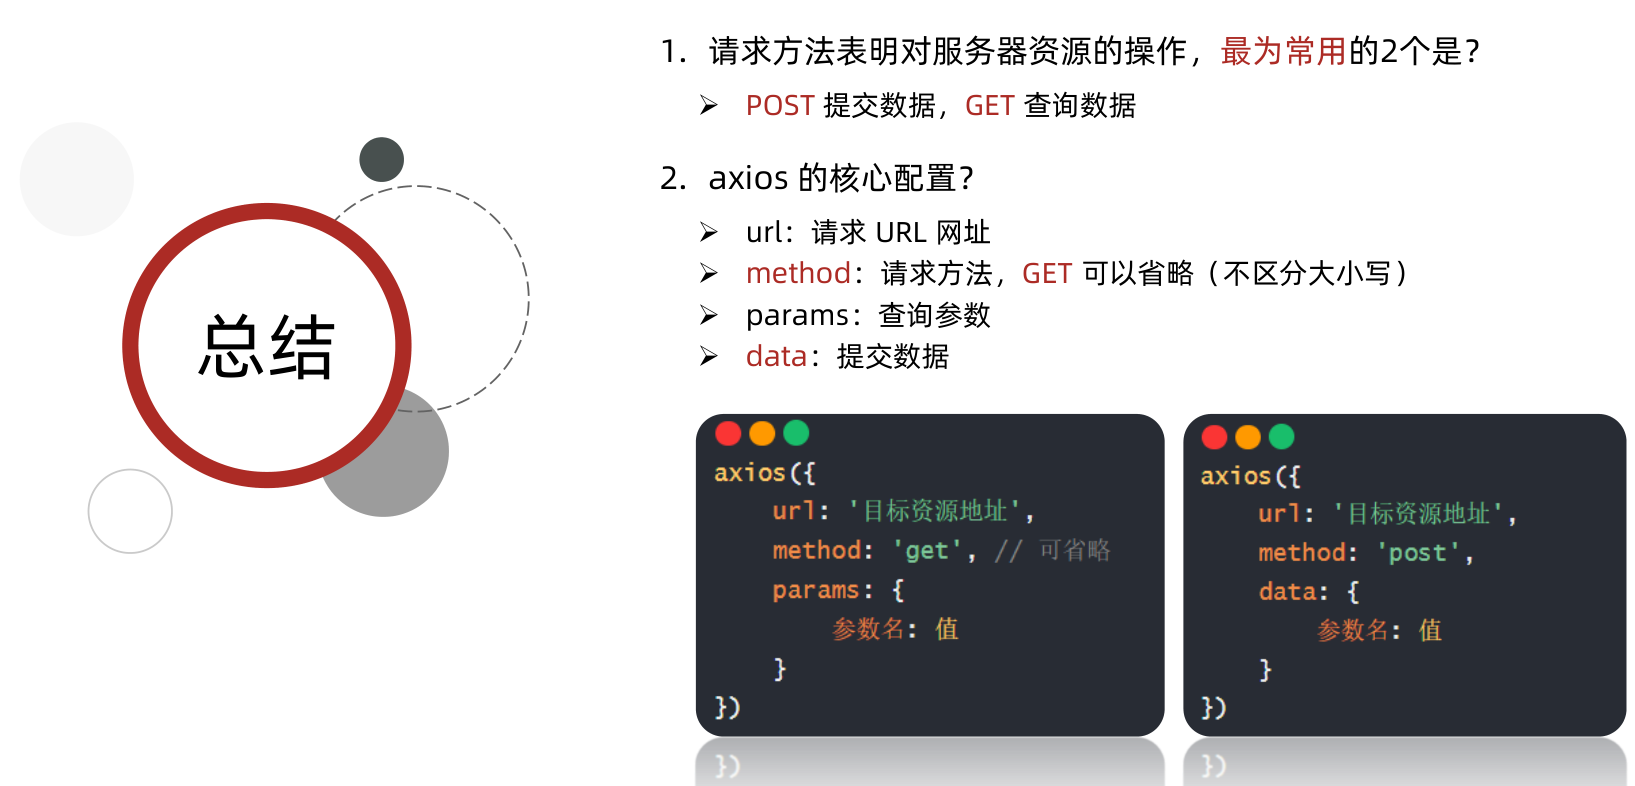 总结
1. 请求方法表明对服务器资源的操作，最为常用的2个是？
➢ POST 提交数据，GET 查询数据
2. axios 的核心配置？
➢ url：请求 URL 网址
➢ method：请求方法，GET 可以省略（不区分大小写）
➢ params：查询参数
➢ data：提交数据
axios({
    url: '目标资源地址',
    method: 'get', // 可省略
    params: {
        参数名: 值
    }
})
axios({
    url: '目标资源地址',
    method: 'post',
    data: {
        参数名: 值
    }
})